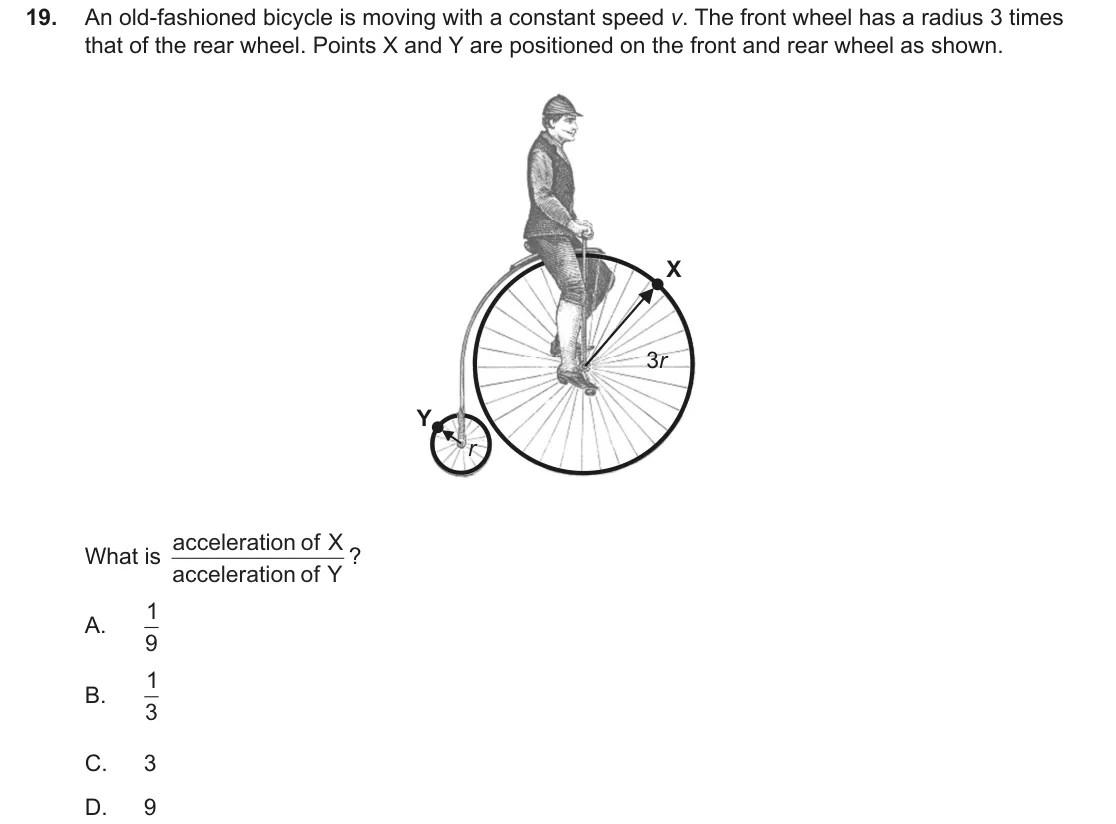 19. An old-fashioned bicycle is moving with a constant speed v. The front wheel has a radius 3 times
that of the rear wheel. Points X and Y are positioned on the front and rear wheel as shown.
X
3r
Y
r
What is acceleration of X / acceleration of Y ?
A. 1/9
B. 1/3
C. 3
D. 9